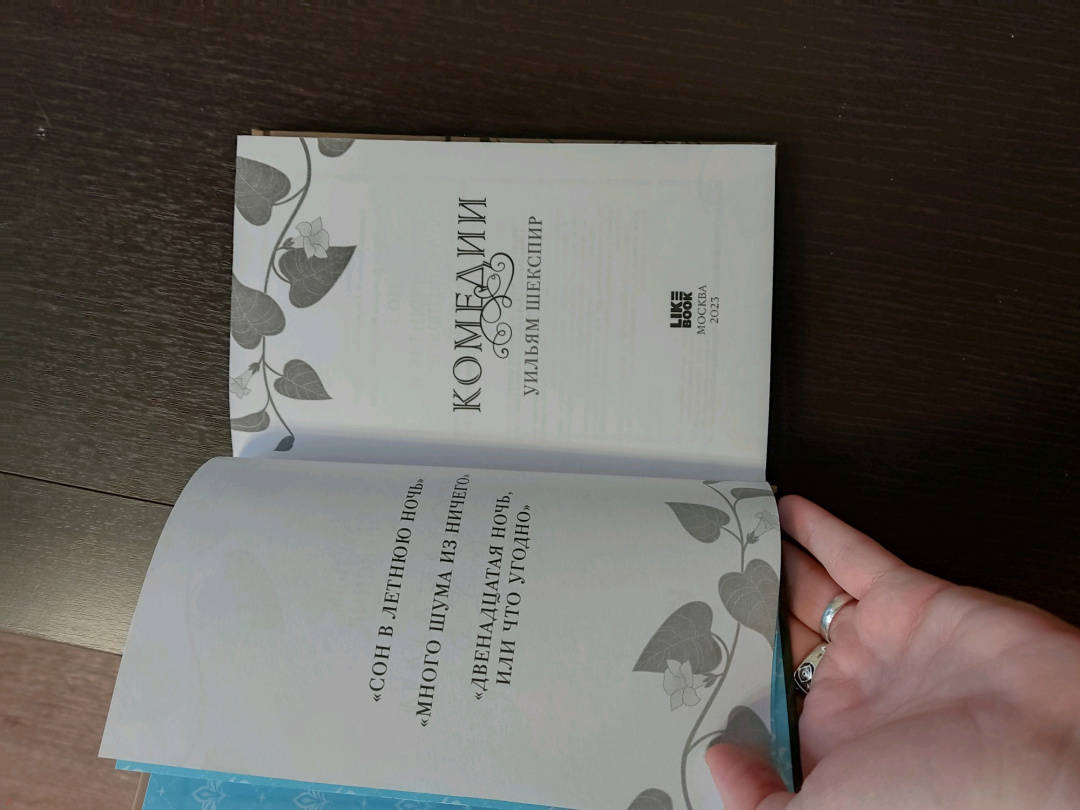 «СОН В ЛЕТНЮЮ НОЧЬ»
«МНОГО ШУМА ИЗ НИЧЕГО»
«ДВЕНАДЦАТАЯ НОЧЬ,
ИЛИ ЧТО УГОДНО»
КОМЕДИИ
УИЛЬЯМ ШЕКСПИР
LIKE
BOOK
МОСКВА
2023